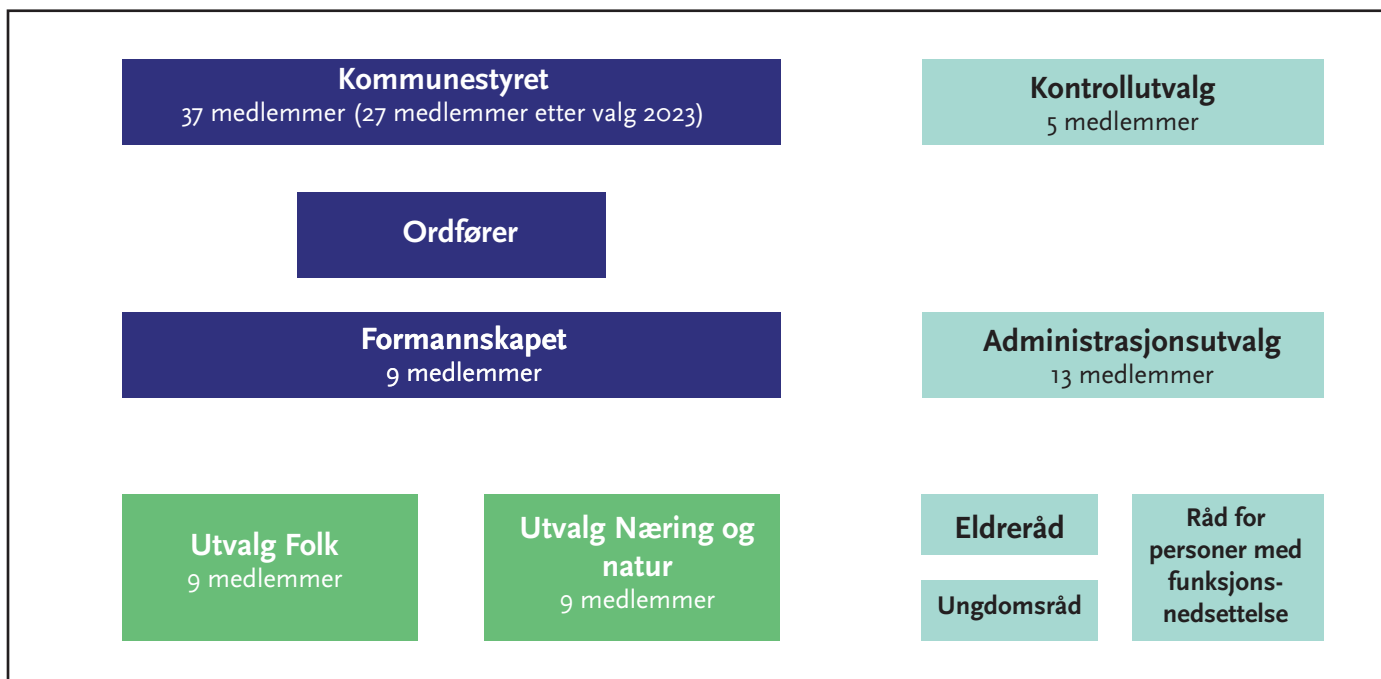 Kommunestyret
37 medlemmer (27 medlemmer etter valg 2023)
Kontrollutvalg
5 medlemmer
Ordfører
Formannskapet
9 medlemmer
Administrasjonsutvalg
13 medlemmer
Utvalg Folk
9 medlemmer
Utvalg Næring og
natur
9 medlemmer
Eldreråd
Ungdomsråd
Råd for
personer med
funksjons-
nedsettelse